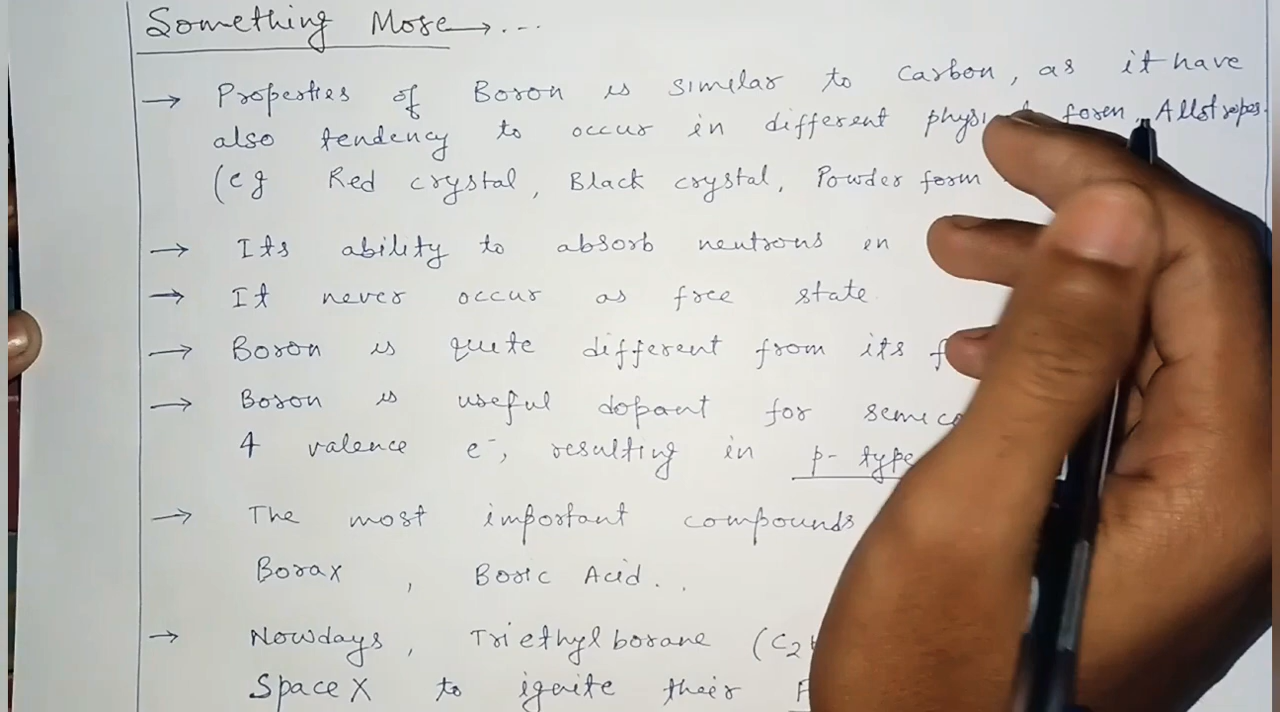 Something More → ...
→ Properties of Boron is similar to carbon, as it have
also tendency to occur in different form, Allotropes.
(eg Red crystal, Black crystal, Powder form
→ Its ability to absorb neutrons in
→ It never occur as free state.
→ Boron is quite different from its
→ Boron is useful dopant for
4 valence e⁻, resulting in p-type
→ The most important compounds
Borax , Boric Acid..
→ Nowdays, Triethylborane (C₂
SpaceX to ignite their